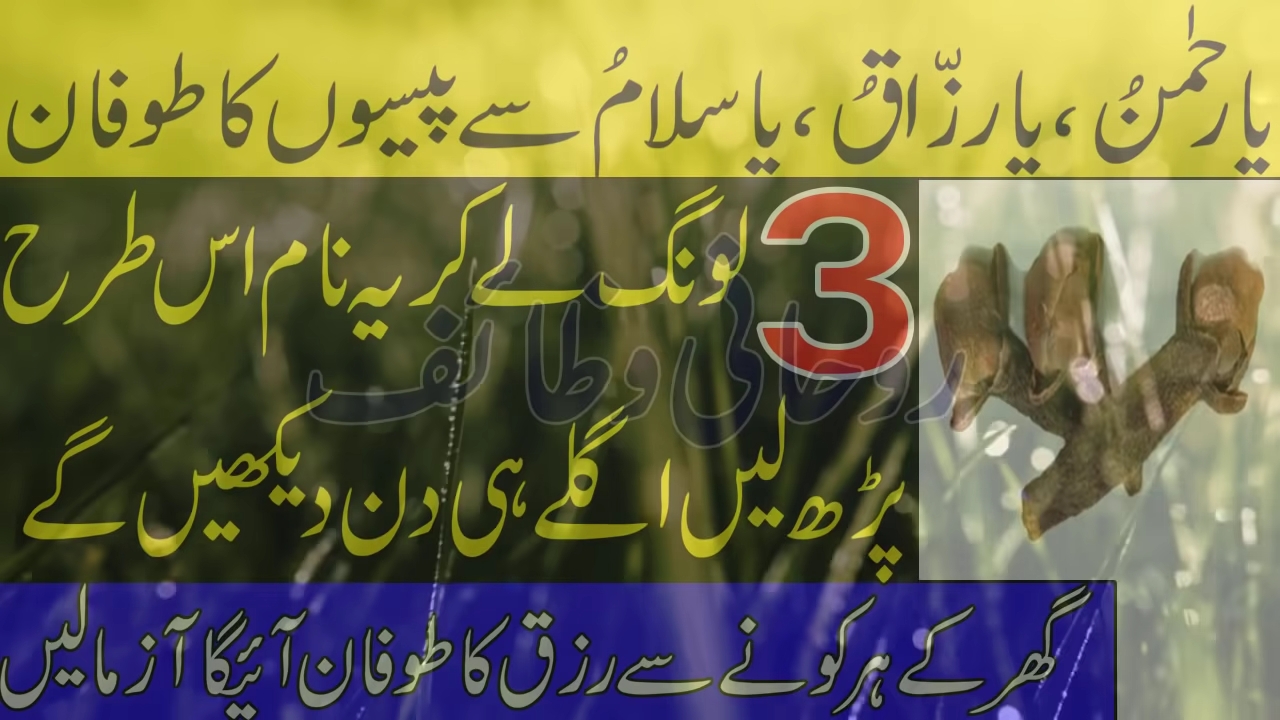 یارحمٰنُ ، یارزّاقُ ، یاسلامُ سے پیسوں کا طوفان
3 لونگ لے کر یہ نام اس طرح
روحانی وظائف
پڑھ لیں اگلے ہی دن دیکھیں گے
گھر کے ہر کونے سے رزق کا طوفان آئیگا آزمالیں